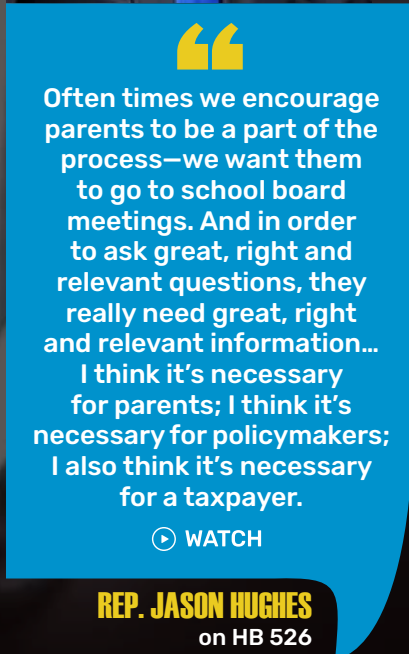 “
Often times we encourage
parents to be a part of the
process—we want them
to go to school board
meetings. And in order
to ask great, right and
relevant questions, they
really need great, right
and relevant information…
I think it’s necessary
for parents; I think it’s
necessary for policymakers;
I also think it’s necessary
for a taxpayer.
WATCH
REP. JASON HUGHES
on HB 526